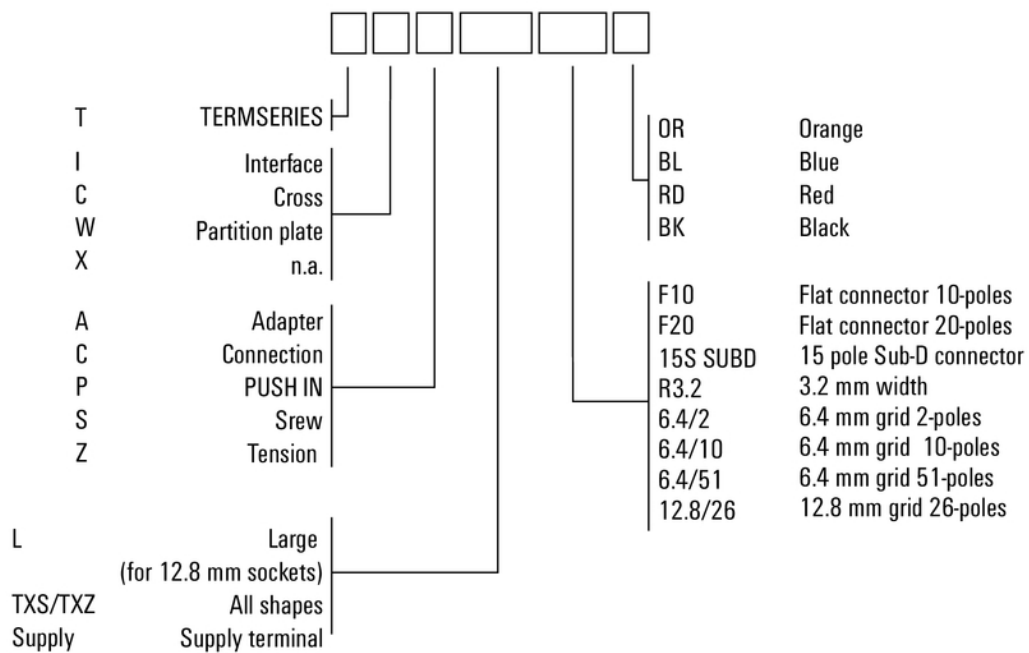 T TERMSERIES
I Interface
C Cross
W Partition plate
X n.a.
A Adapter
C Connection
P PUSH IN
S Srew
Z Tension
L Large
(for 12.8 mm sockets)
TXS/TXZ All shapes
Supply Supply terminal
OR Orange
BL Blue
RD Red
BK Black
F10 Flat connector 10-poles
F20 Flat connector 20-poles
15S SUBD 15 pole Sub-D connector
R3.2 3.2 mm width
6.4/2 6.4 mm grid 2-poles
6.4/10 6.4 mm grid 10-poles
6.4/51 6.4 mm grid 51-poles
12.8/26 12.8 mm grid 26-poles